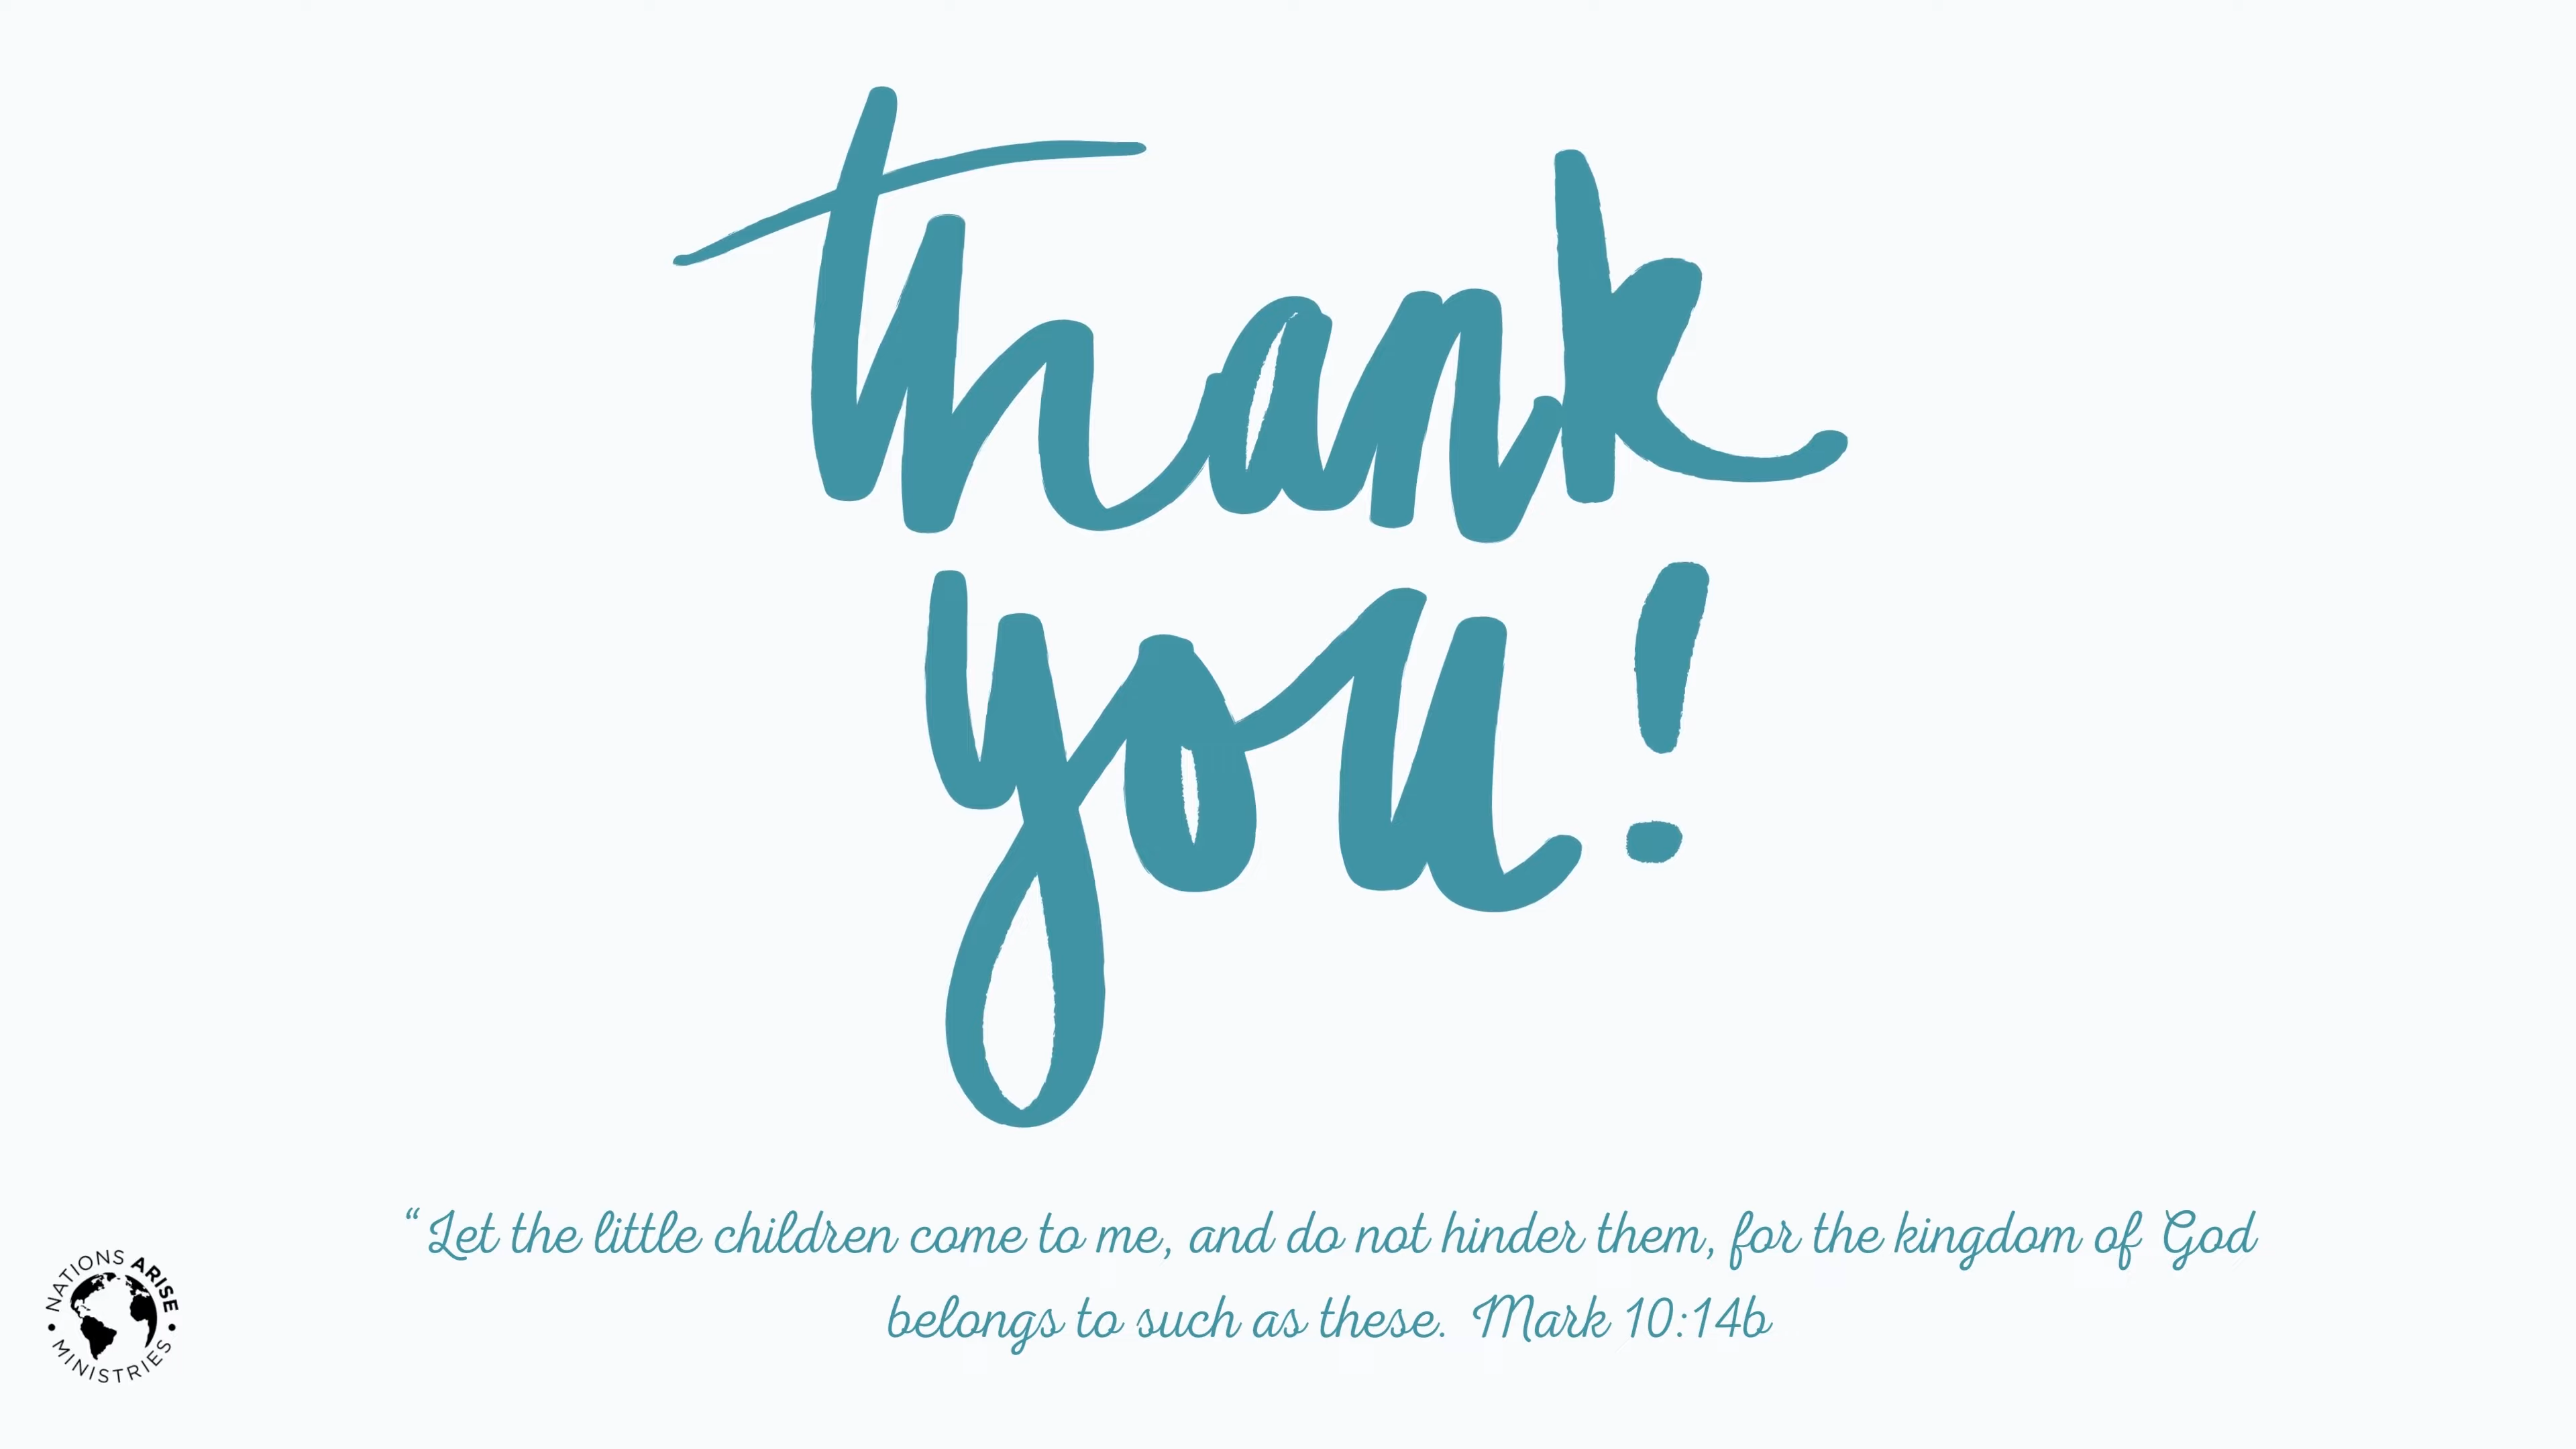 thank
you!
“Let the little children come to me, and do not hinder them, for the kingdom of God
belongs to such as these. Mark 10:14b
NATIONS ARISE
MINISTRIES